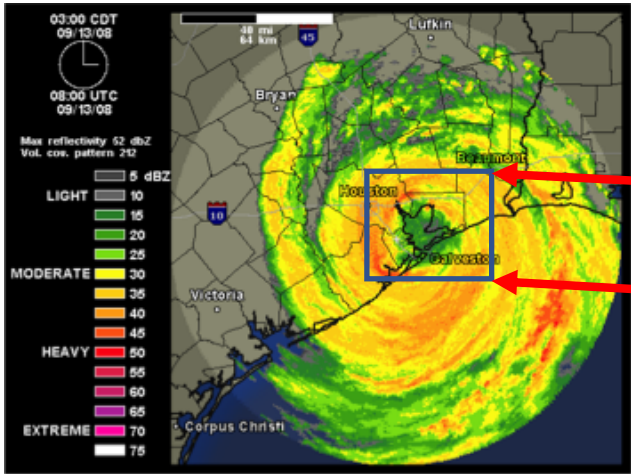 03:00 CDT
09/13/08
08:00 UTC
09/13/08
Max reflectivity 52 dbZ
Vol. cov. pattern 212
5 dBZ
LIGHT 10
15
20
25
MODERATE 30
35
40
45
HEAVY 50
55
60
65
EXTREME 70
75
40 mi
64 km
45
Lufkin
Bryan
Beaumont
Houston
10
Galveston
Victoria
Corpus Christi